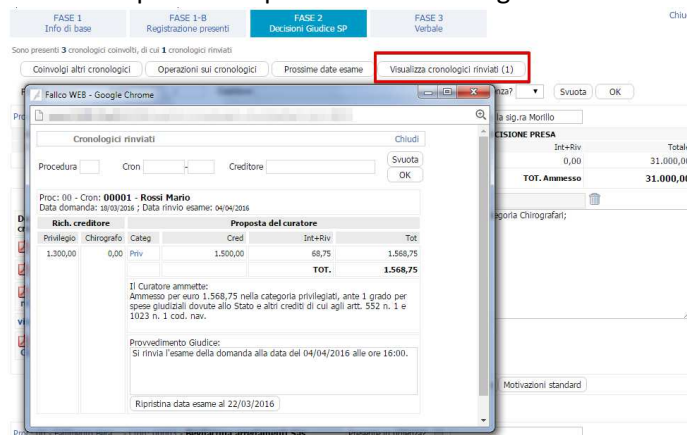 FASE 1
Info di base
FASE 1-B
Registrazione presenti
FASE 2
Decisioni Giudice SP
FASE 3
Verbale
Chiu
Sono presenti 3 cronologici coinvolti, di cui 1 cronologici rinviati
Coinvolgi altri cronologici
Operazioni sui cronologici
Prossime date esame
Visualizza cronologici rinviati (1)
Svuota
OK
Fallco WEB - Google Chrome
la sig.ra Morillo
Cronologici rinviati
Chiudi
CISIONE PRESA
Int+Riv
Totale
Procedura
Cron
-
Creditore
Svuota
OK
0,00
31.000,00
TOT. Ammesso
31.000,00
Proc: 00 - Cron: 00001 - Rossi Mario
Data domanda: 18/03/2016 ; Data rinvio esame: 04/04/2016
egoria Chirografari;
Rich. creditore
Proposta del curatore
Privilegio
Chirografo
Categ
Cred
Int+Riv
Tot
1.300,00
0,00
Priv
1.500,00
68,75
1.568,75
TOT.
1.568,75
Il Curatore ammette:
Ammesso per euro 1.568,75 nella categoria privilegiati, ante 1 grado per
spese giudiziali dovute allo Stato e altri crediti di cui agli artt. 552 n. 1 e
1023 n. 1 cod. nav.
Provvedimento Giudice:
Si rinvia l'esame della domanda alla data del 04/04/2016 alle ore 16:00.
Ripristina data esame al 22/03/2016
Motivazioni standard